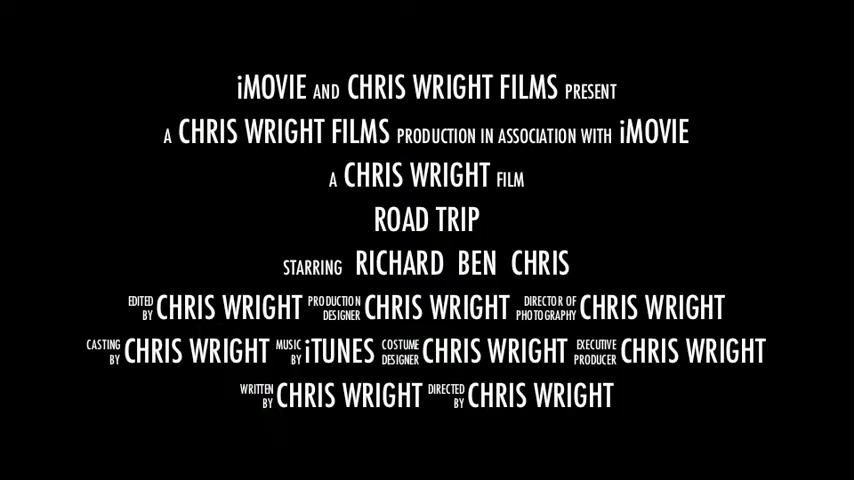 iMOVIE AND CHRIS WRIGHT FILMS PRESENT
A CHRIS WRIGHT FILMS PRODUCTION IN ASSOCIATION WITH iMOVIE
A CHRIS WRIGHT FILM
ROAD TRIP
STARRING RICHARD BEN CHRIS
EDITED BY CHRIS WRIGHT PRODUCTION DESIGNER CHRIS WRIGHT DIRECTOR OF PHOTOGRAPHY CHRIS WRIGHT
CASTING BY CHRIS WRIGHT MUSIC BY iTUNES COSTUME DESIGNER CHRIS WRIGHT EXECUTIVE PRODUCER CHRIS WRIGHT
WRITTEN BY CHRIS WRIGHT DIRECTED BY CHRIS WRIGHT